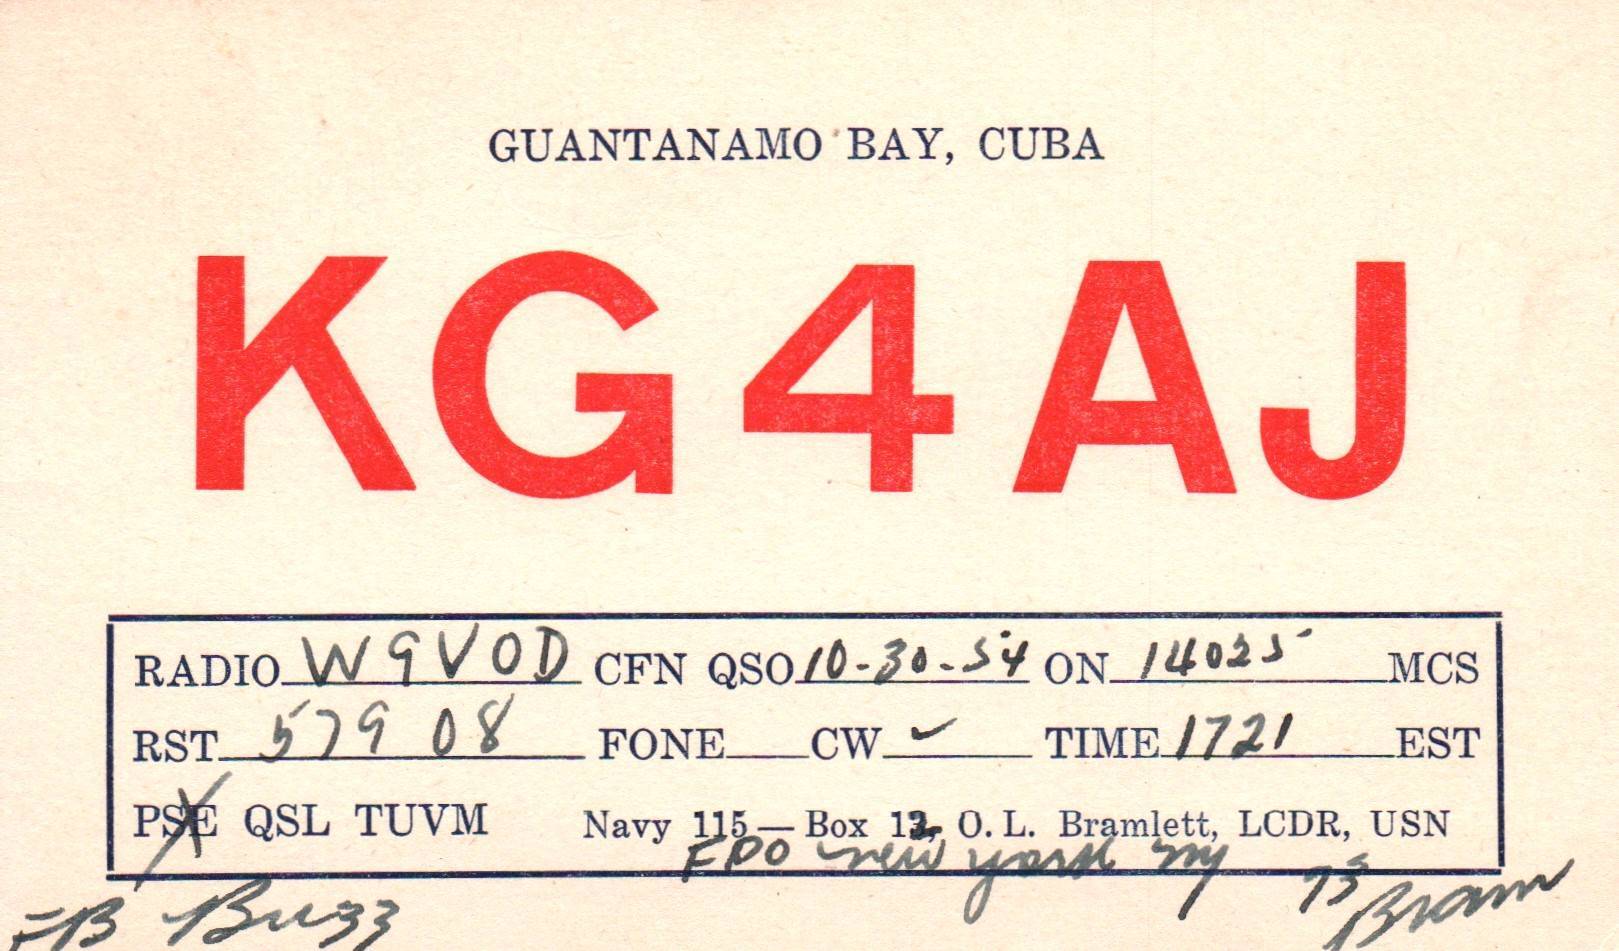 GUANTANAMO BAY, CUBA
KG4AJ
RADIO W9VOD CFN QSO 10-30-54 ON 14025 MCS
RST 579 08 FONE CW ✓ TIME 1721 EST
PSE QSL TUVM Navy 115 — Box 12, O. L. Bramlett, LCDR, USN
FPO new york ny
FB Buzz 73 Bram